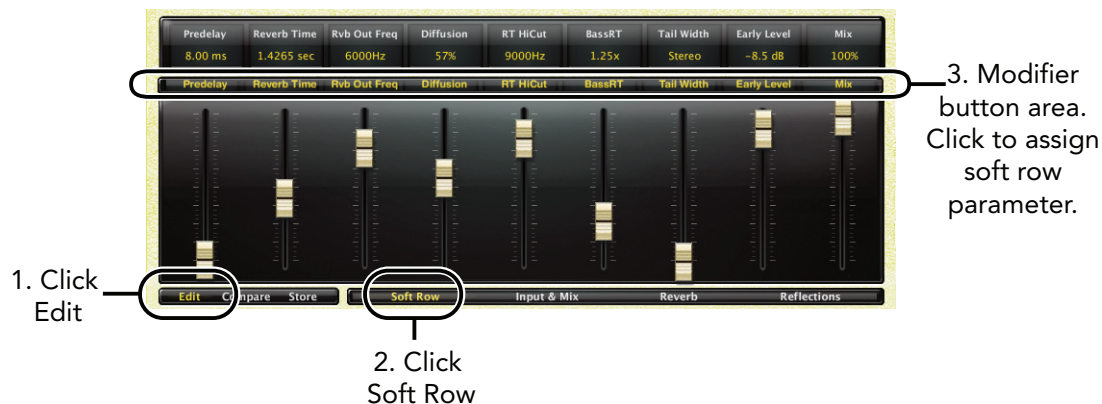 Predelay Reverb Time Rvb Out Freq Diffusion RT HiCut BassRT Tail Width Early Level Mix
8.00 ms 1.4265 sec 6000Hz 57% 9000Hz 1.25x Stereo -8.5 dB 100%
Predelay Reverb Time Rvb Out Freq Diffusion RT HiCut BassRT Tail Width Early Level Mix
3. Modifier
button area.
Click to assign
soft row
parameter.
1. Click
Edit
Edit Compare Store Soft Row Input & Mix Reverb Reflections
2. Click
Soft Row